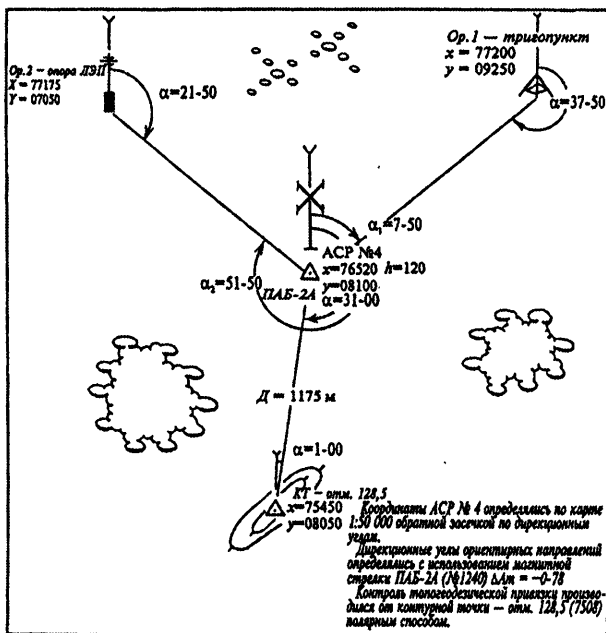 Ор.1 — тригопункт
x = 77200
y = 09250
Ор.2 – опора ЛЭП
X = 77175
Y = 07050
α=21-50
α=37-50
α₁=7-50
АСР №4
x=76520 h=120
y=08100
ПАБ-2А
α₂=51-50
α=31-00
Д = 1175 м
α=1-00
КТ – отм. 128,5
x=75450
y=08050
Координаты АСР № 4 определялись по карте
1:50 000 обратной засечкой по дирекционным
углам.
Дирекционные углы ориентирных направлений
определялись с использованием магнитной
стрелки ПАБ-2А (№1240) ΔAm = −0-78
Контроль топогеодезической привязки произво-
дился от контурной точки — отм. 128,5 (7508)
полярным способом.